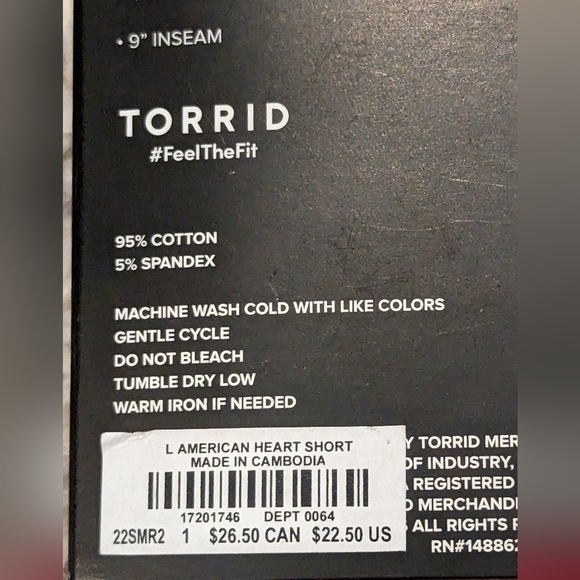 • 9” INSEAM
TORRID
#FeelTheFit
95% COTTON
5% SPANDEX
MACHINE WASH COLD WITH LIKE COLORS
GENTLE CYCLE
DO NOT BLEACH
TUMBLE DRY LOW
WARM IRON IF NEEDED
L AMERICAN HEART SHORT
MADE IN CAMBODIA
17201746 DEPT 0064
22SMR2 1 $26.50 CAN $22.50 US
Y TORRID MER
OF INDUSTRY,
REGISTERED
MERCHANDI
ALL RIGHTS
RN#14886